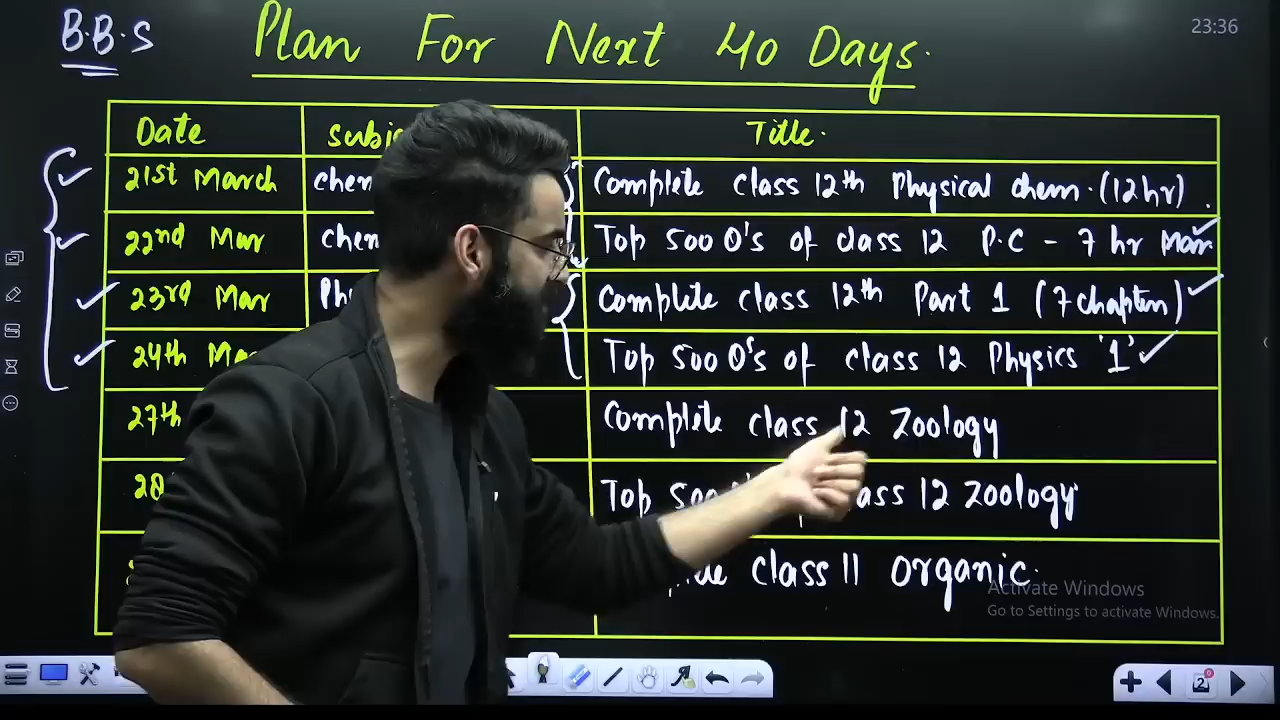 B.B.S
Plan For Next 40 Days.
23:36
Date Title.
21st March Complete class 12th Physical chem. (12hr)
22nd Mar Top 500 Q's of class 12 P.C - 7 hr Mar
23rd Mar Complete class 12th Part 1 (7 chapters)
24th Top 500 Q's of class 12 Physics '1'
27th Complete class 12 Zoology
Top 12 Zoology
class 11 organic.
Activate Windows
Go to Settings to activate Windows.
2